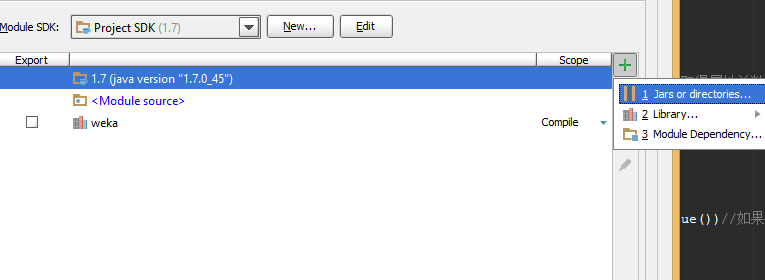 Module SDK: Project SDK (1.7) New... Edit
Export Scope
1.7 (java version "1.7.0_45")
<Module source>
weka Compile
1 Jars or directories...
2 Library...
3 Module Dependency...
ue())//如果